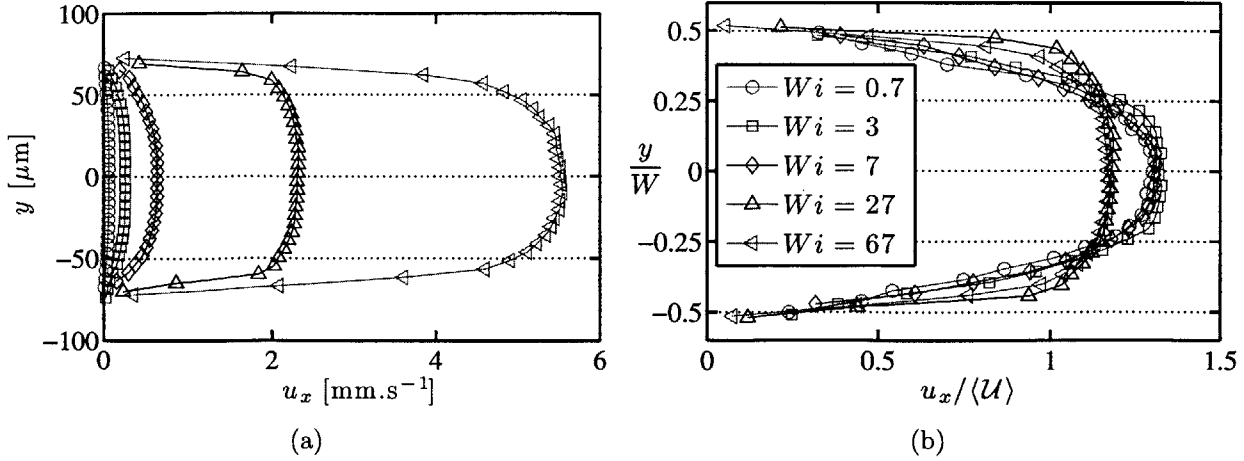 100
50
0
−50
−100
y [μm]
0
2
4
6
u_x [mm.s⁻¹]
(a)
0.5
0.25
0
−0.25
−0.5
y/W
Wi = 0.7
Wi = 3
Wi = 7
Wi = 27
Wi = 67
0
0.5
1
1.5
u_x/⟨𝒰⟩
(b)